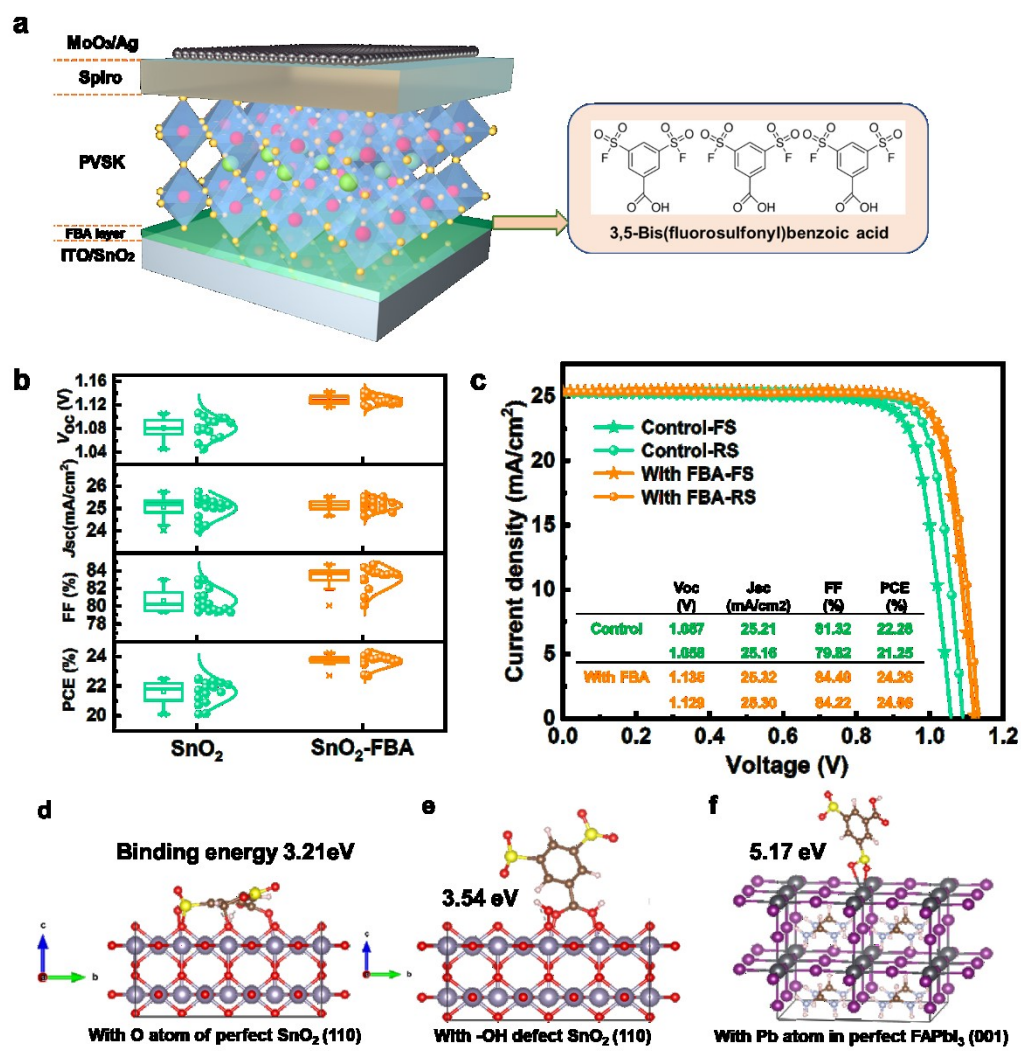 a
MoO₃/Ag
Spiro
PVSK
FBA layer
ITO/SnO₂
O O O O O O O O O O O O
S S S S S S
F F F F F F
O OH O OH O OH
3,5-Bis(fluorosulfonyl)benzoic acid
b
Voc (V)
1.16
1.12
1.08
1.04
Jsc(mA/cm²)
26
25
24
FF (%)
84
82
80
78
PCE (%)
24
22
20
SnO₂ SnO₂-FBA
c
Current density (mA/cm²)
25
20
15
10
5
0
Control-FS
Control-RS
With FBA-FS
With FBA-RS
Voc Jsc FF PCE
(V) (mA/cm2) (%) (%)
Control 1.087 25.21 81.32 22.28
1.058 25.16 79.82 21.25
With FBA 1.135 25.32 84.40 24.26
1.129 25.30 84.22 24.06
0.0 0.2 0.4 0.6 0.8 1.0 1.2
Voltage (V)
d
Binding energy 3.21eV
c
b
With O atom of perfect SnO₂ (110)
e
3.54 eV
c
b
With -OH defect SnO₂ (110)
f
5.17 eV
With Pb atom in perfect FAPbI₃ (001)